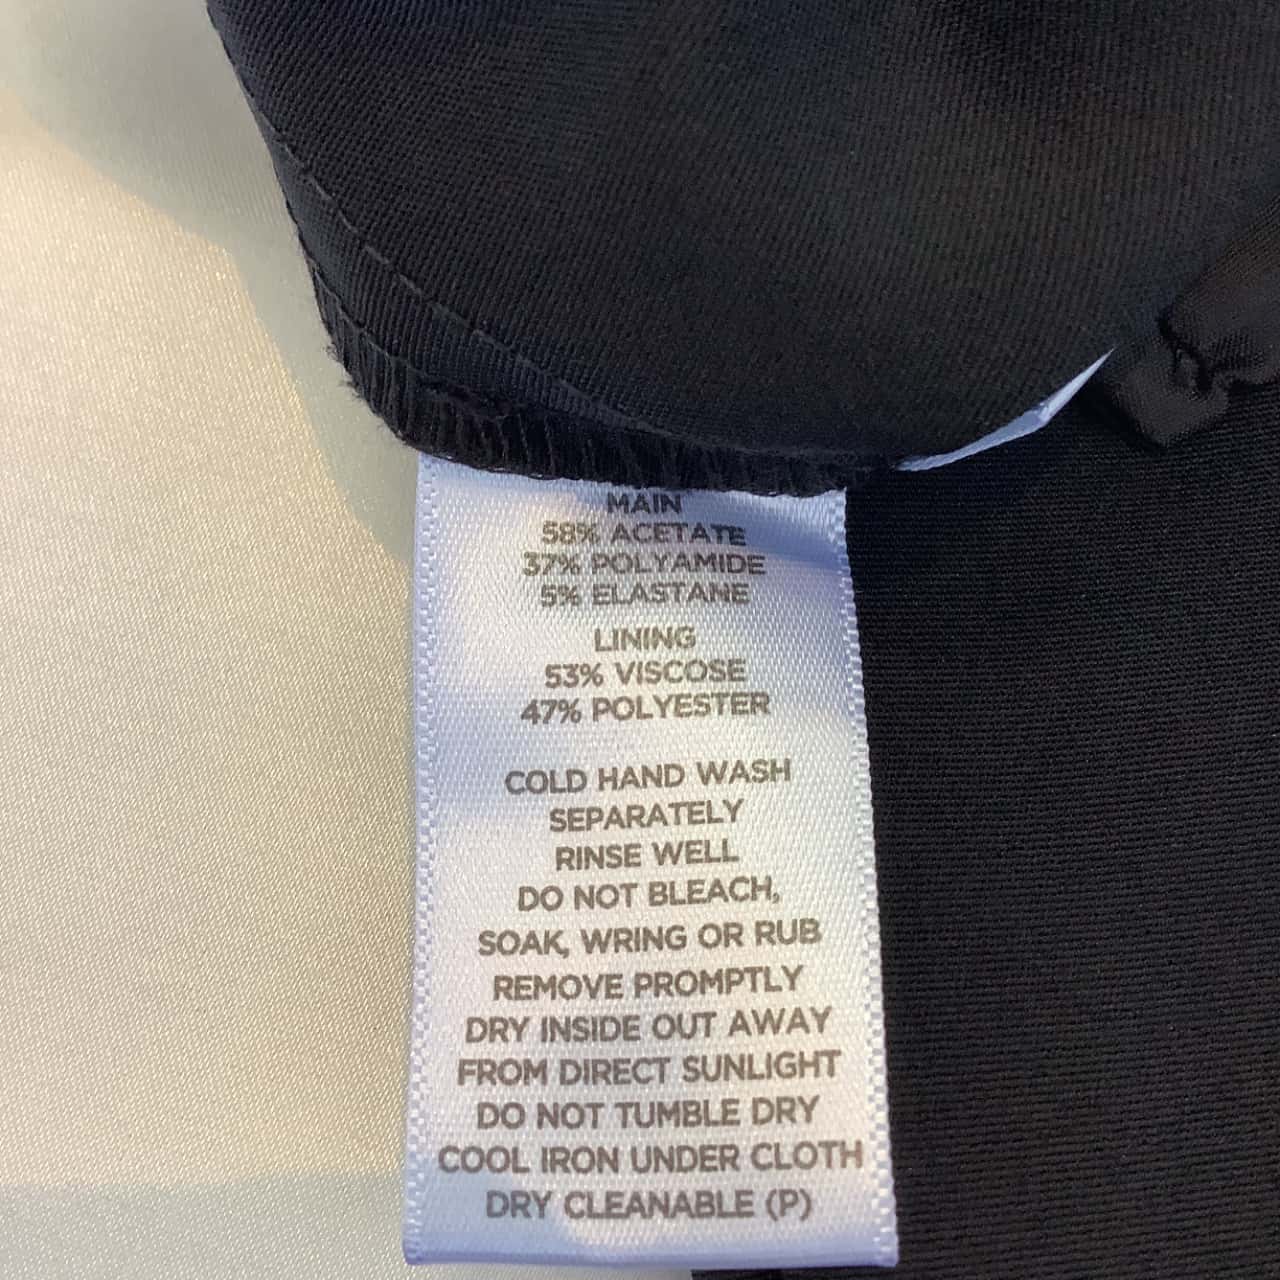 MAIN
58% ACETATE
37% POLYAMIDE
5% ELASTANE
LINING
53% VISCOSE
47% POLYESTER
COLD HAND WASH
SEPARATELY
RINSE WELL
DO NOT BLEACH,
SOAK, WRING OR RUB
REMOVE PROMPTLY
DRY INSIDE OUT AWAY
FROM DIRECT SUNLIGHT
DO NOT TUMBLE DRY
COOL IRON UNDER CLOTH
DRY CLEANABLE (P)